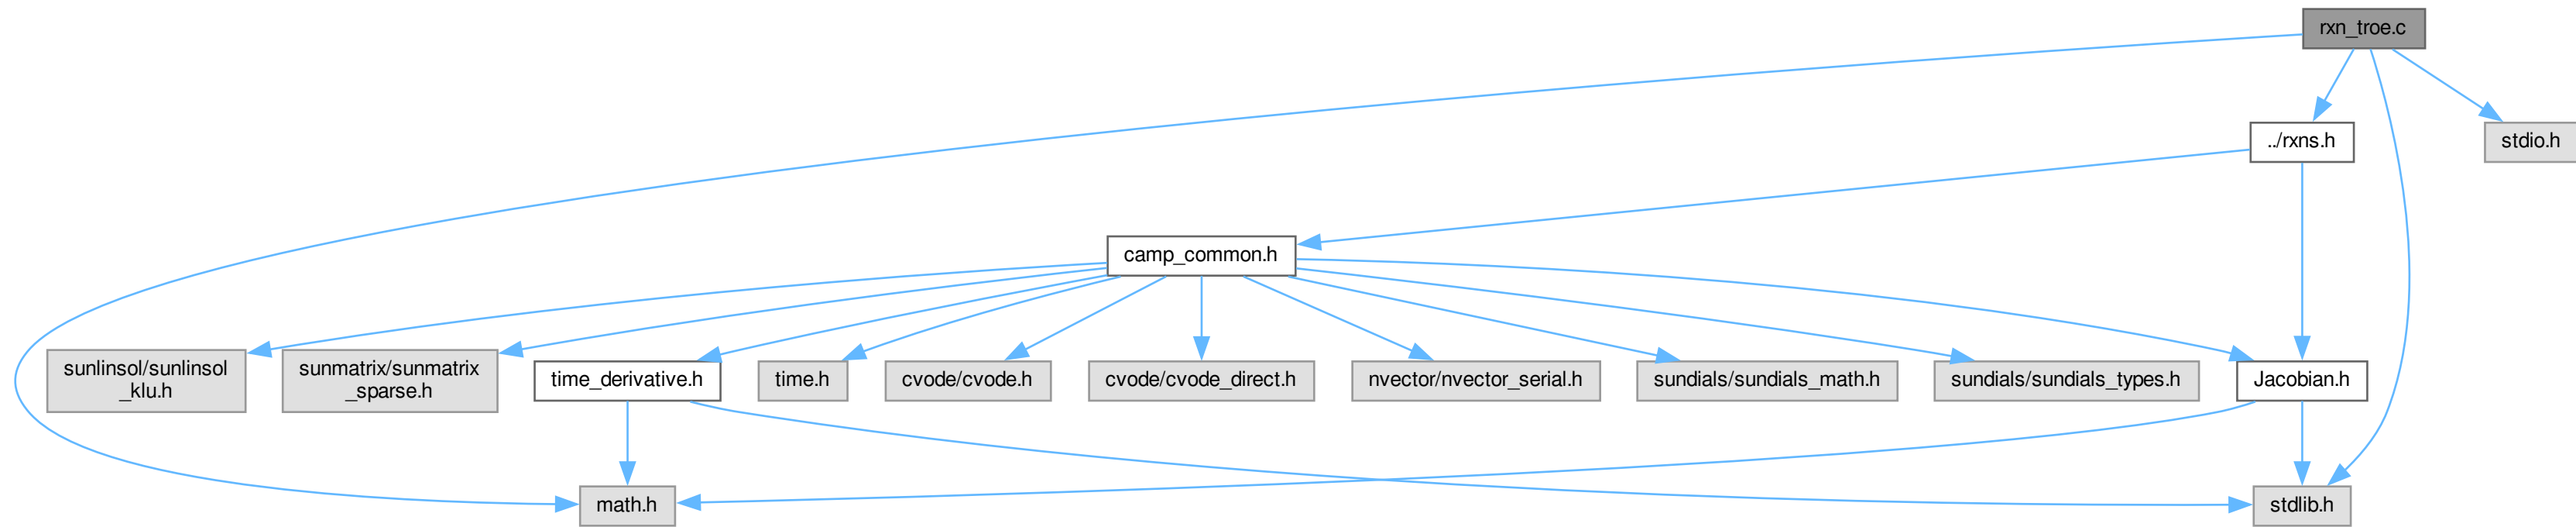 rxn_troe.c
../rxns.h
stdio.h
camp_common.h
sunlinsol/sunlinsol
_klu.h
sunmatrix/sunmatrix
_sparse.h
time_derivative.h
time.h
cvode/cvode.h
cvode/cvode_direct.h
nvector/nvector_serial.h
sundials/sundials_math.h
sundials/sundials_types.h
Jacobian.h
math.h
stdlib.h